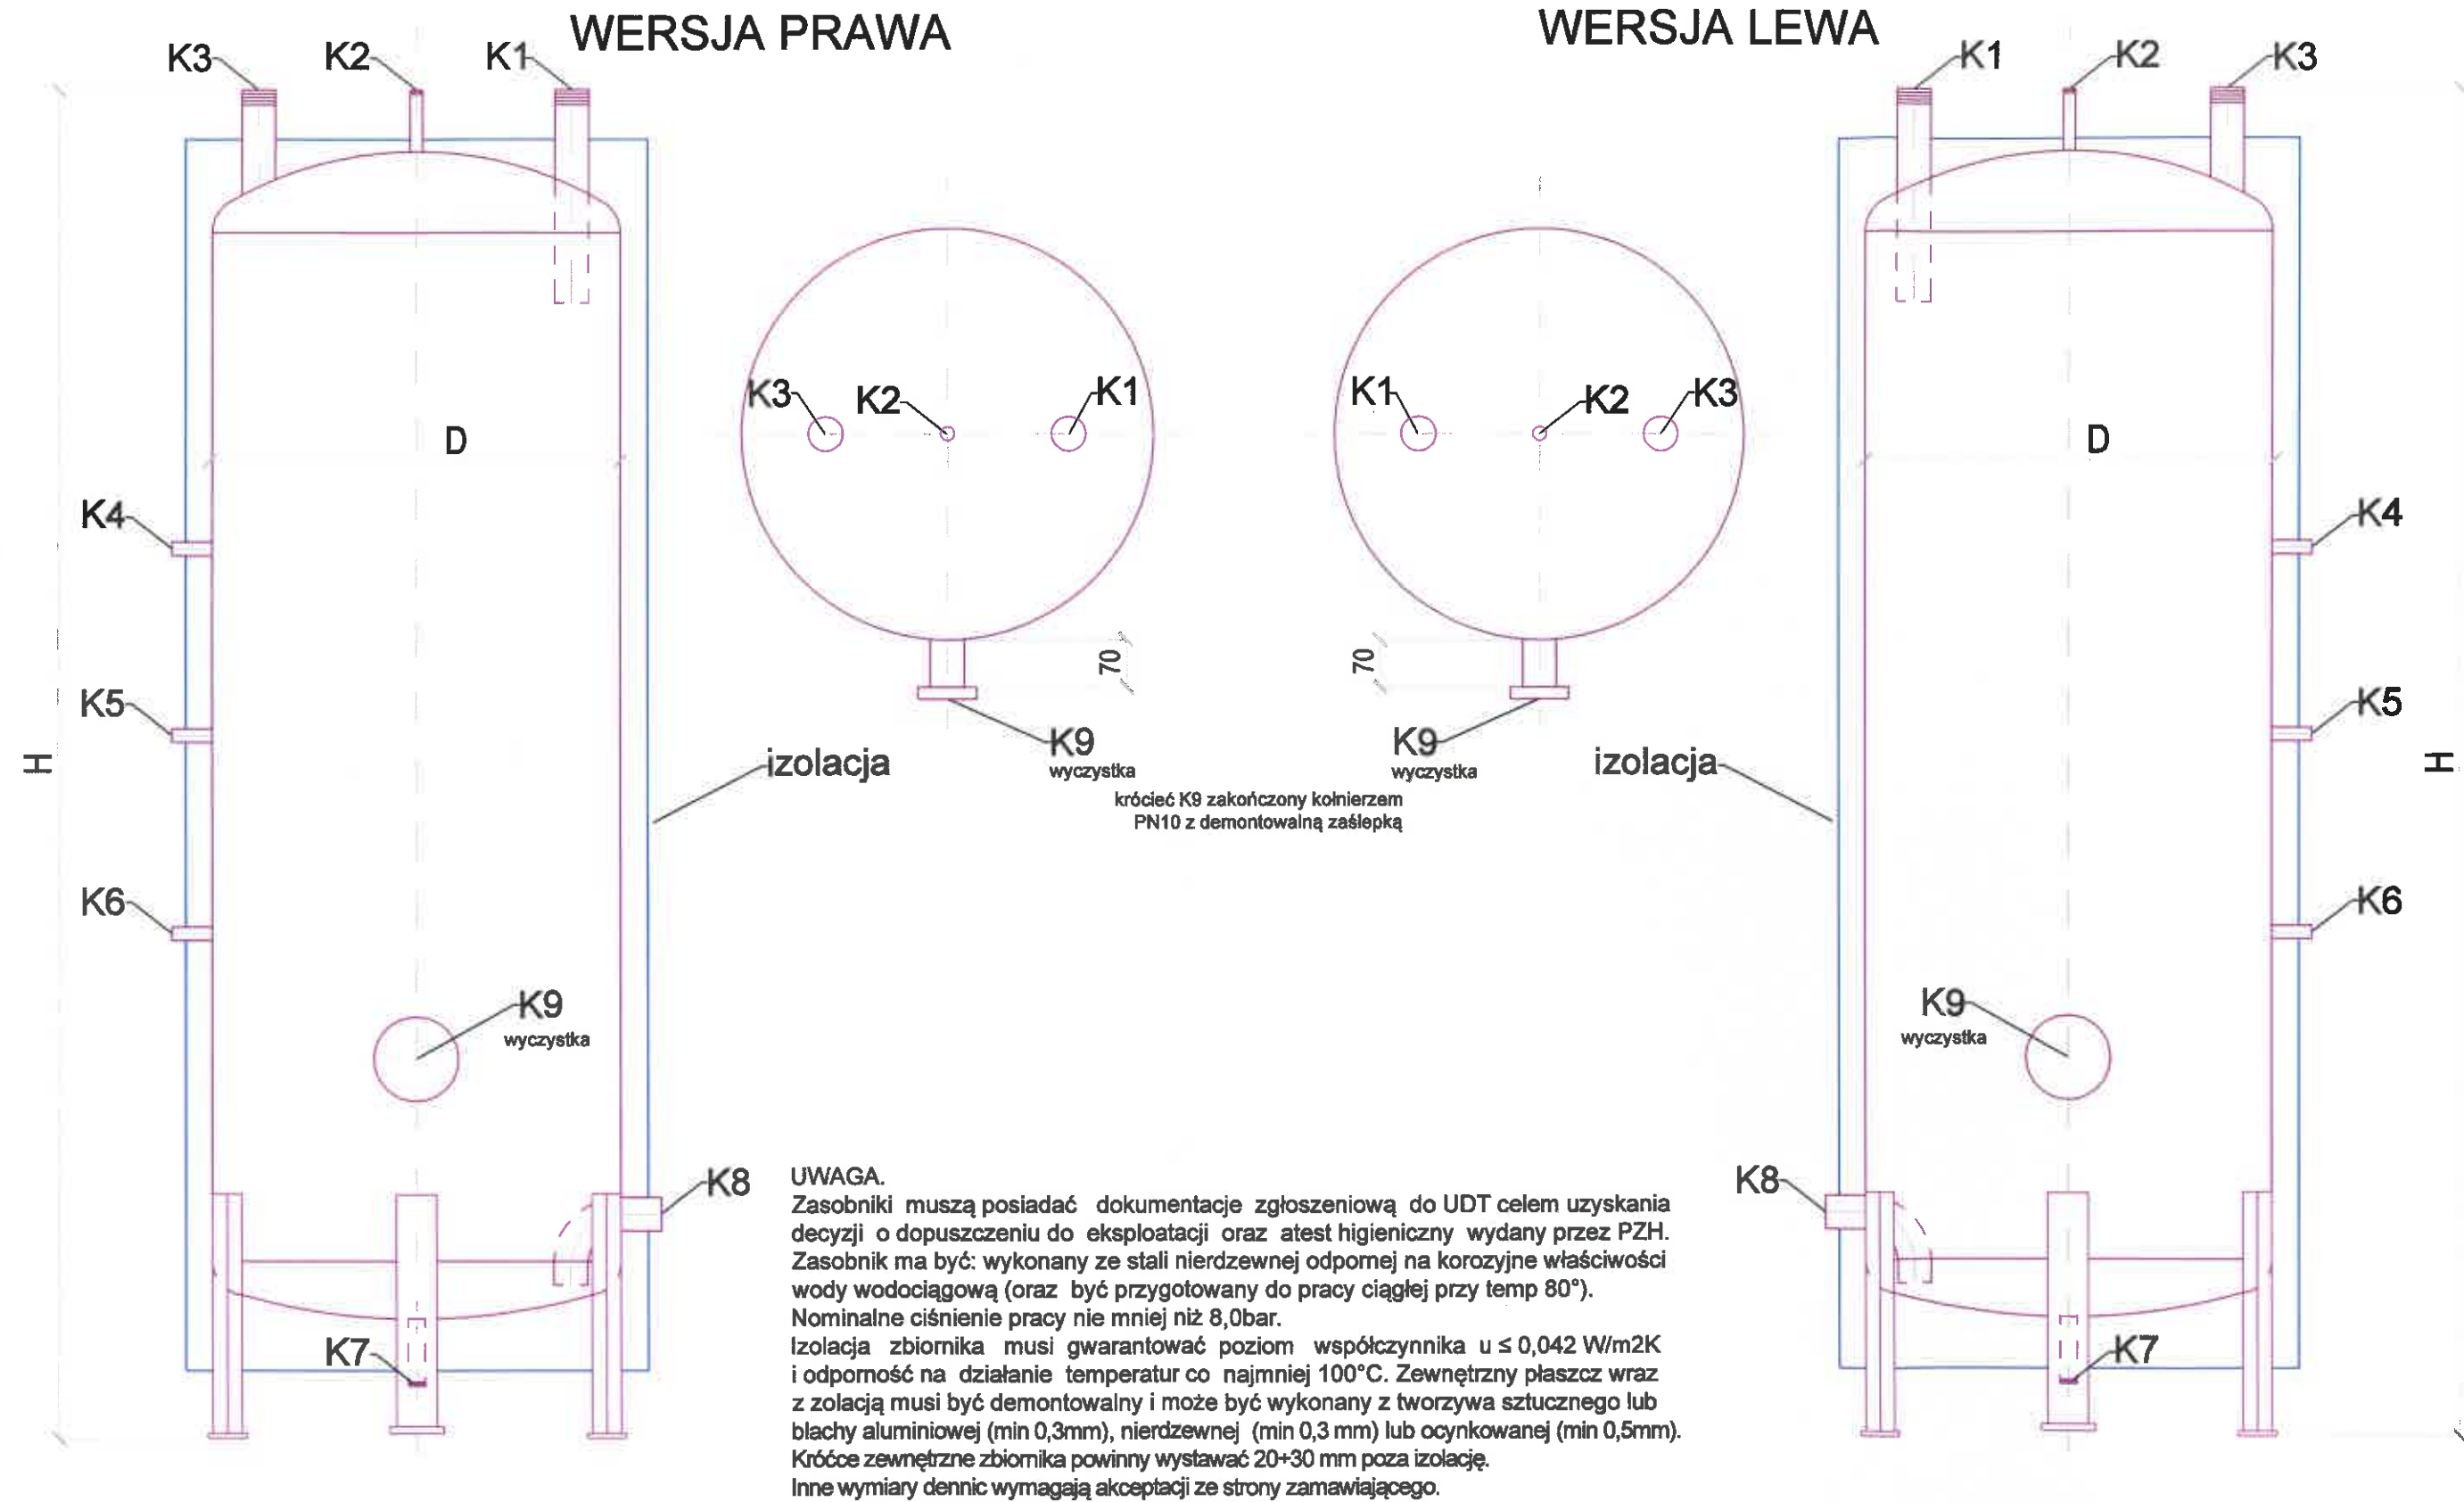 WERSJA PRAWA
WERSJA LEWA
K3
K2
K1
K1
K2
K3
K3
K2
K1
K1
K2
K3
D
D
K4
K4
70
70
K5
K5
K9
wyczystka
K9
wyczystka
H
izolacja
izolacja
H
krócieć K9 zakończony kołnierzem
PN10 z demontowalną zaślepką
K6
K6
K9
wyczystka
K9
wyczystka
K8
K8
K7
K7
UWAGA.
Zasobniki muszą posiadać dokumentacje zgłoszeniową do UDT celem uzyskania
decyzji o dopuszczeniu do eksploatacji oraz atest higieniczny wydany przez PZH.
Zasobnik ma być: wykonany ze stali nierdzewnej odpornej na korozyjne właściwości
wody wodociągową (oraz być przygotowany do pracy ciągłej przy temp 80°).
Nominalne ciśnienie pracy nie mniej niż 8,0bar.
Izolacja zbiornika musi gwarantować poziom współczynnika u ≤ 0,042 W/m2K
i odporność na działanie temperatur co najmniej 100°C. Zewnętrzny płaszcz wraz
z zolacją musi być demontowalny i może być wykonany z tworzywa sztucznego lub
blachy aluminiowej (min 0,3mm), nierdzewnej (min 0,3 mm) lub ocynkowanej (min 0,5mm).
Króćce zewnętrzne zbiornika powinny wystawać 20÷30 mm poza izolację.
Inne wymiary dennic wymagają akceptacji ze strony zamawiającego.